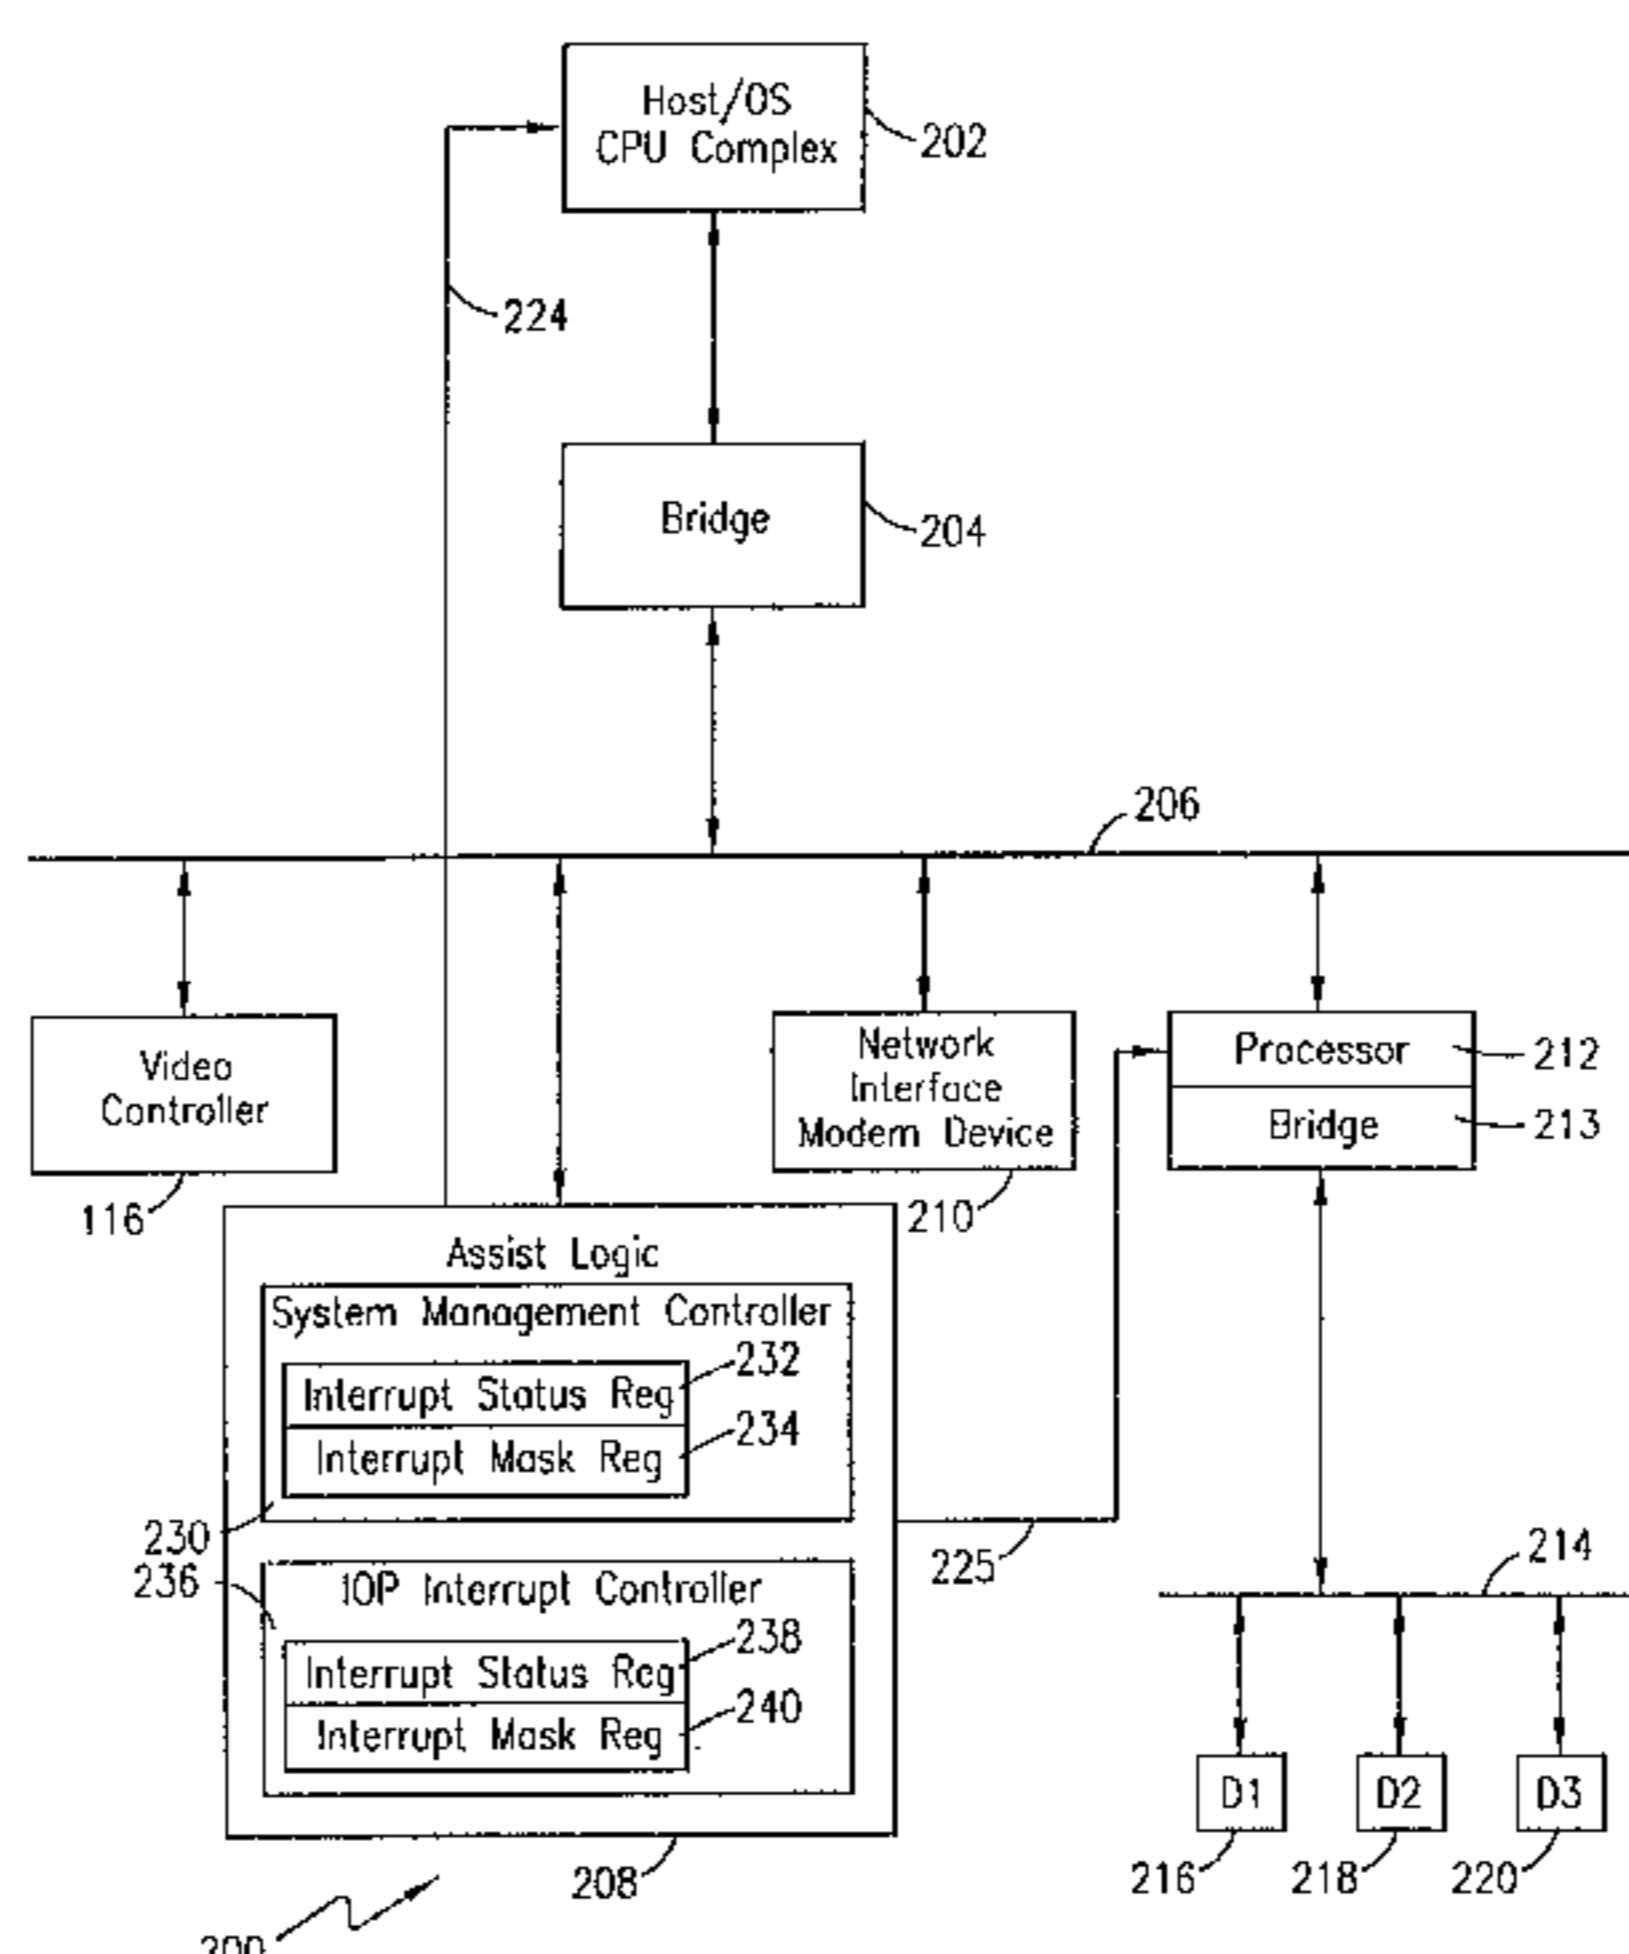 Host/OS
CPU Complex
202
224
Bridge
204
206
Video
Controller
116
Network
Interface
Modem Device
210
Processor
212
Bridge
213
Assist Logic
System Management Controller
232
Interrupt Status Reg
234
Interrupt Mask Reg
230
225
236
IOP Interrupt Controller
238
Interrupt Status Reg
240
Interrupt Mask Reg
214
D1
D2
D3
208
216
218
220
200